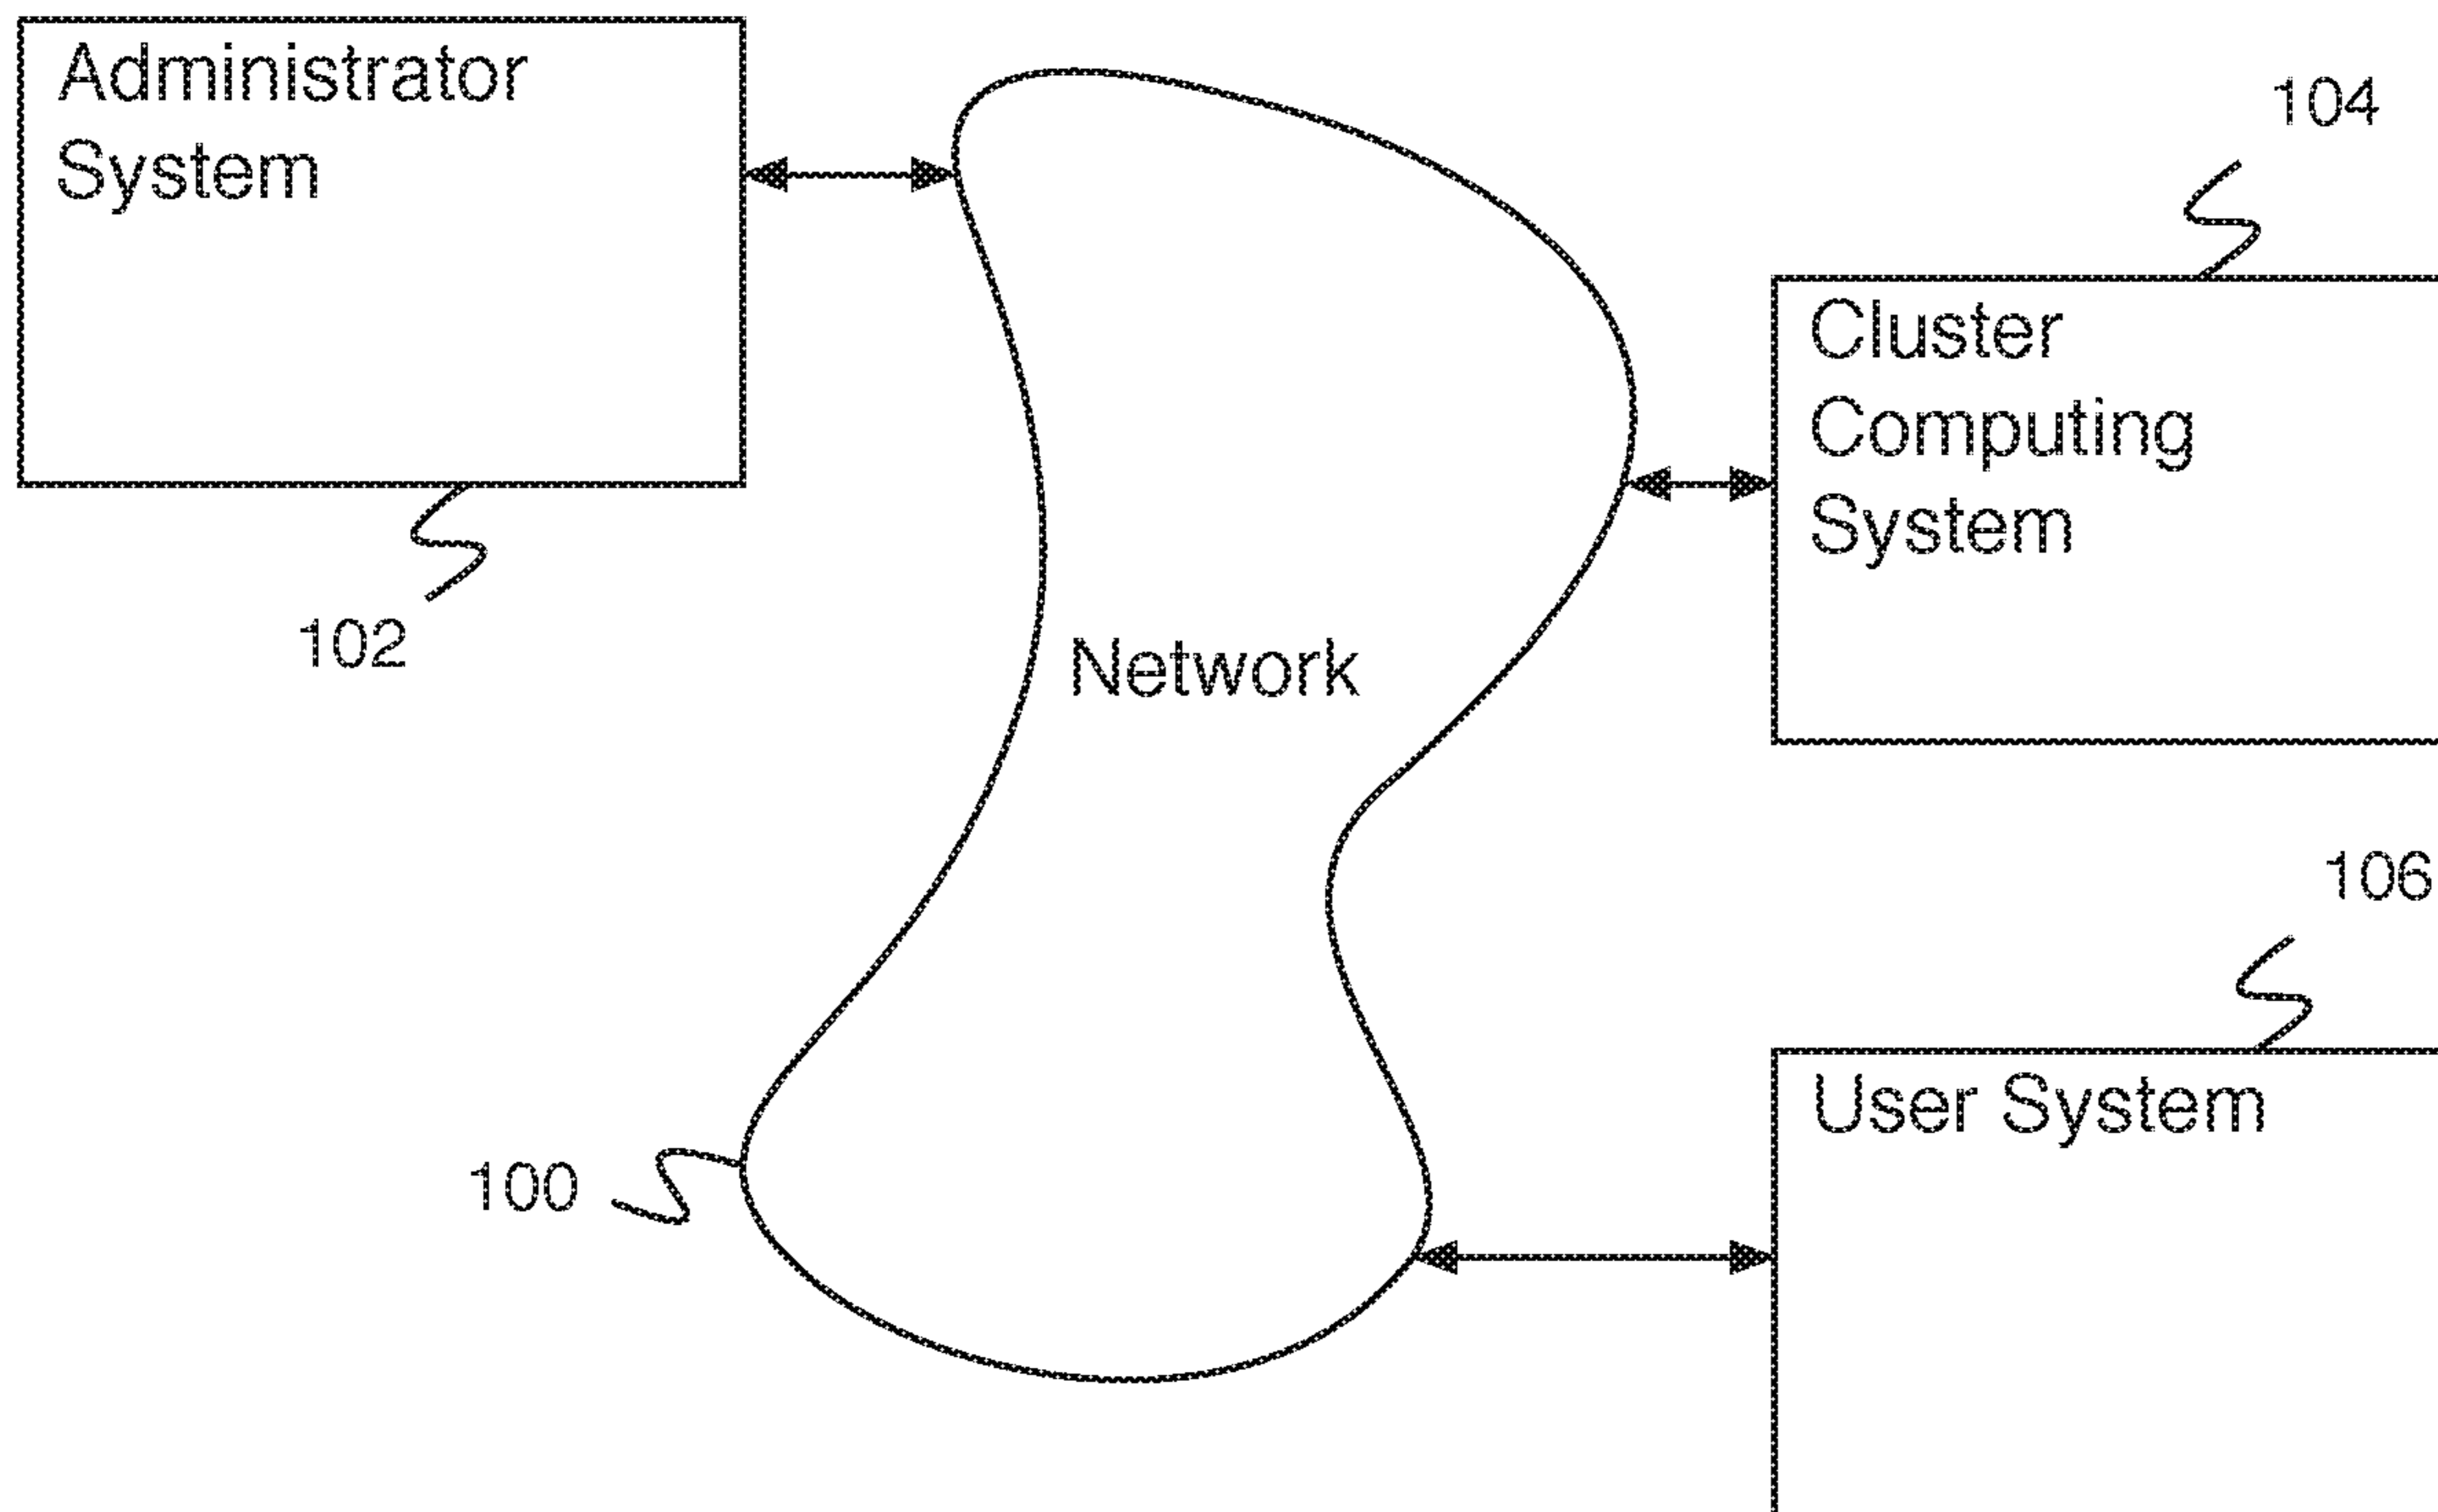 Administrator
System
102
104
Cluster
Computing
System
Network
106
User System
100